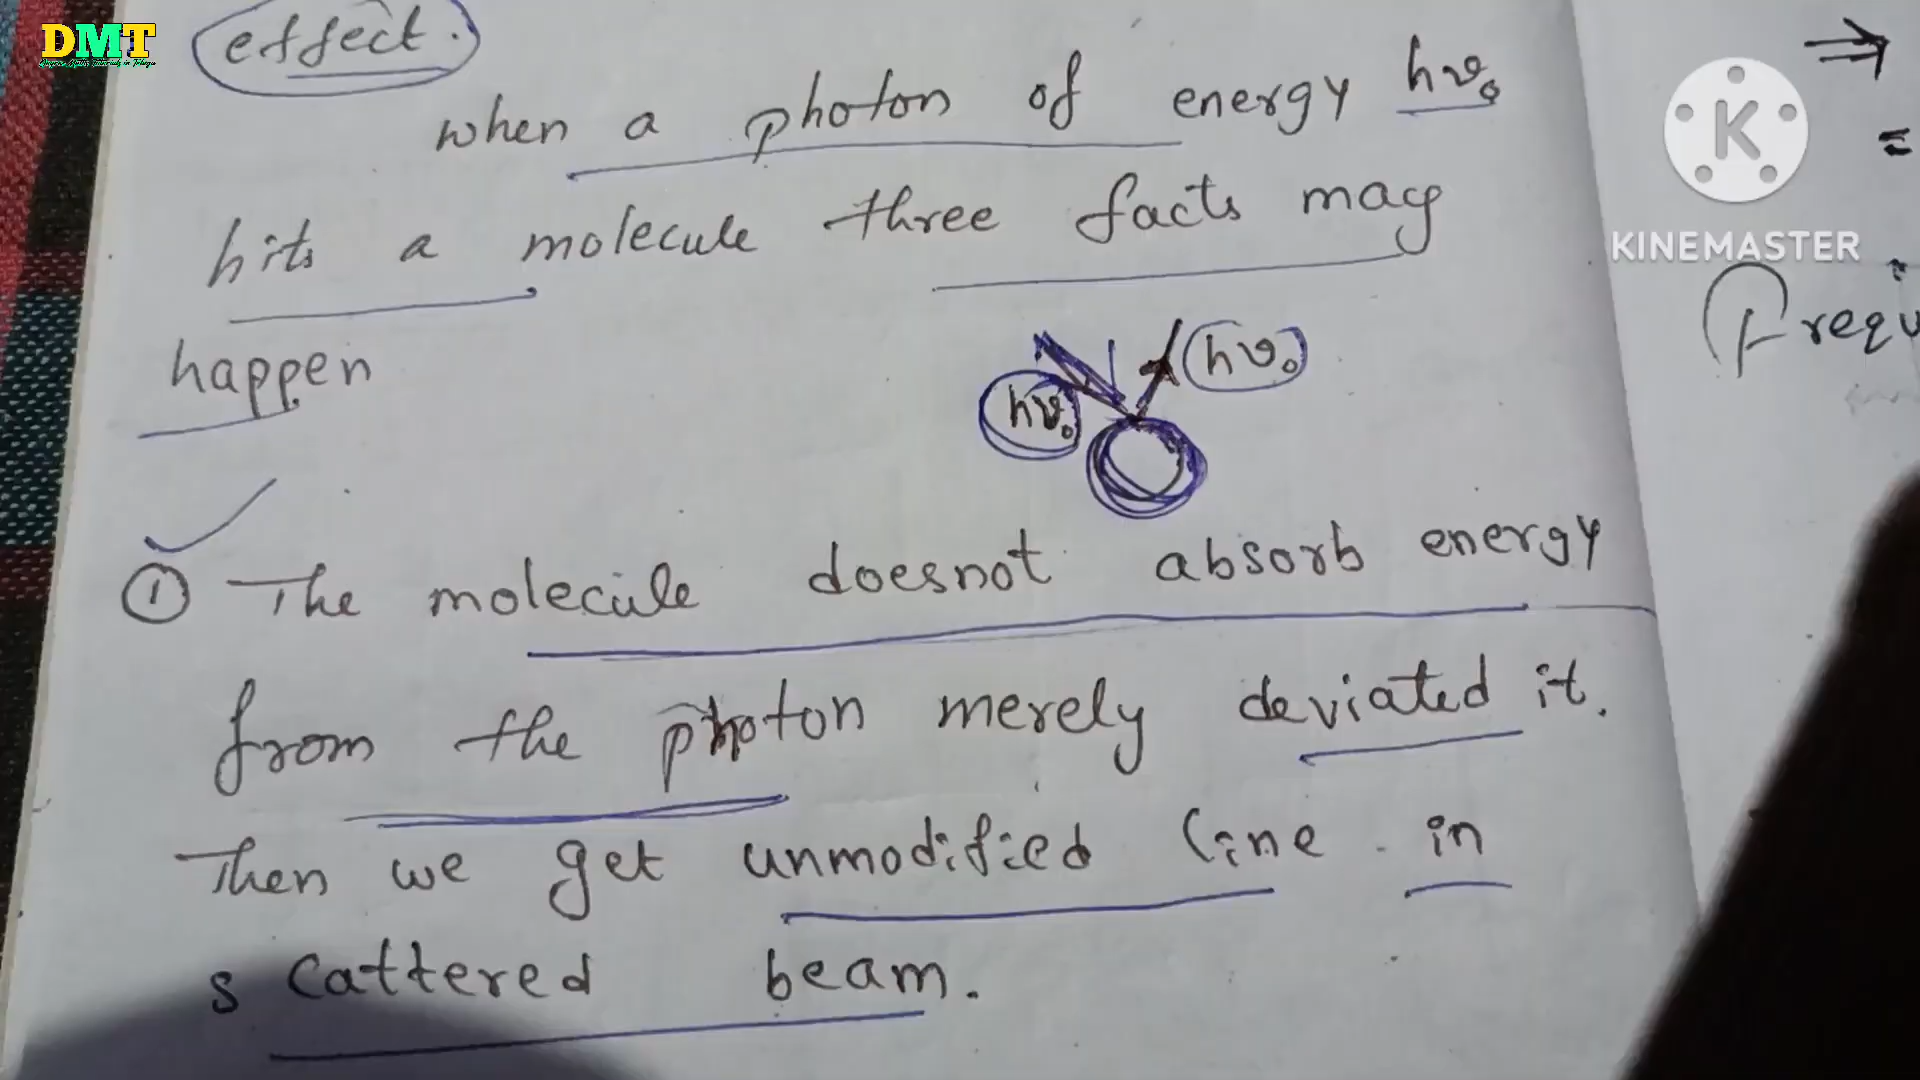 DMT
effect.
when a photon of energy hν₀
hits a molecule three facts may
happen
hν₀
hν₀
① The molecule doesnot absorb energy
from the photon merely deviated it.
Then we get unmodified line in
scattered beam.
⇒
=
KINEMASTER